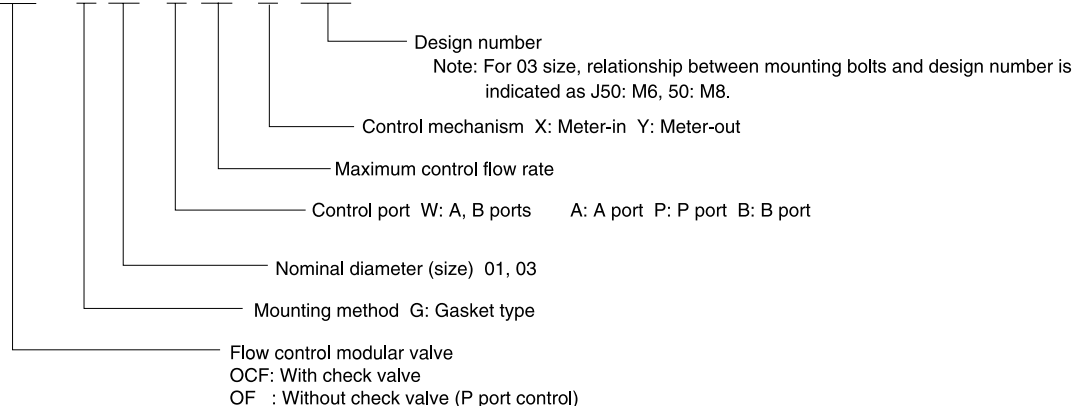 Design number
Note: For 03 size, relationship between mounting bolts and design number is
indicated as J50: M6, 50: M8.
Control mechanism X: Meter-in Y: Meter-out
Maximum control flow rate
Control port W: A, B ports A: A port P: P port B: B port
Nominal diameter (size) 01, 03
Mounting method G: Gasket type
Flow control modular valve
OCF: With check valve
OF : Without check valve (P port control)